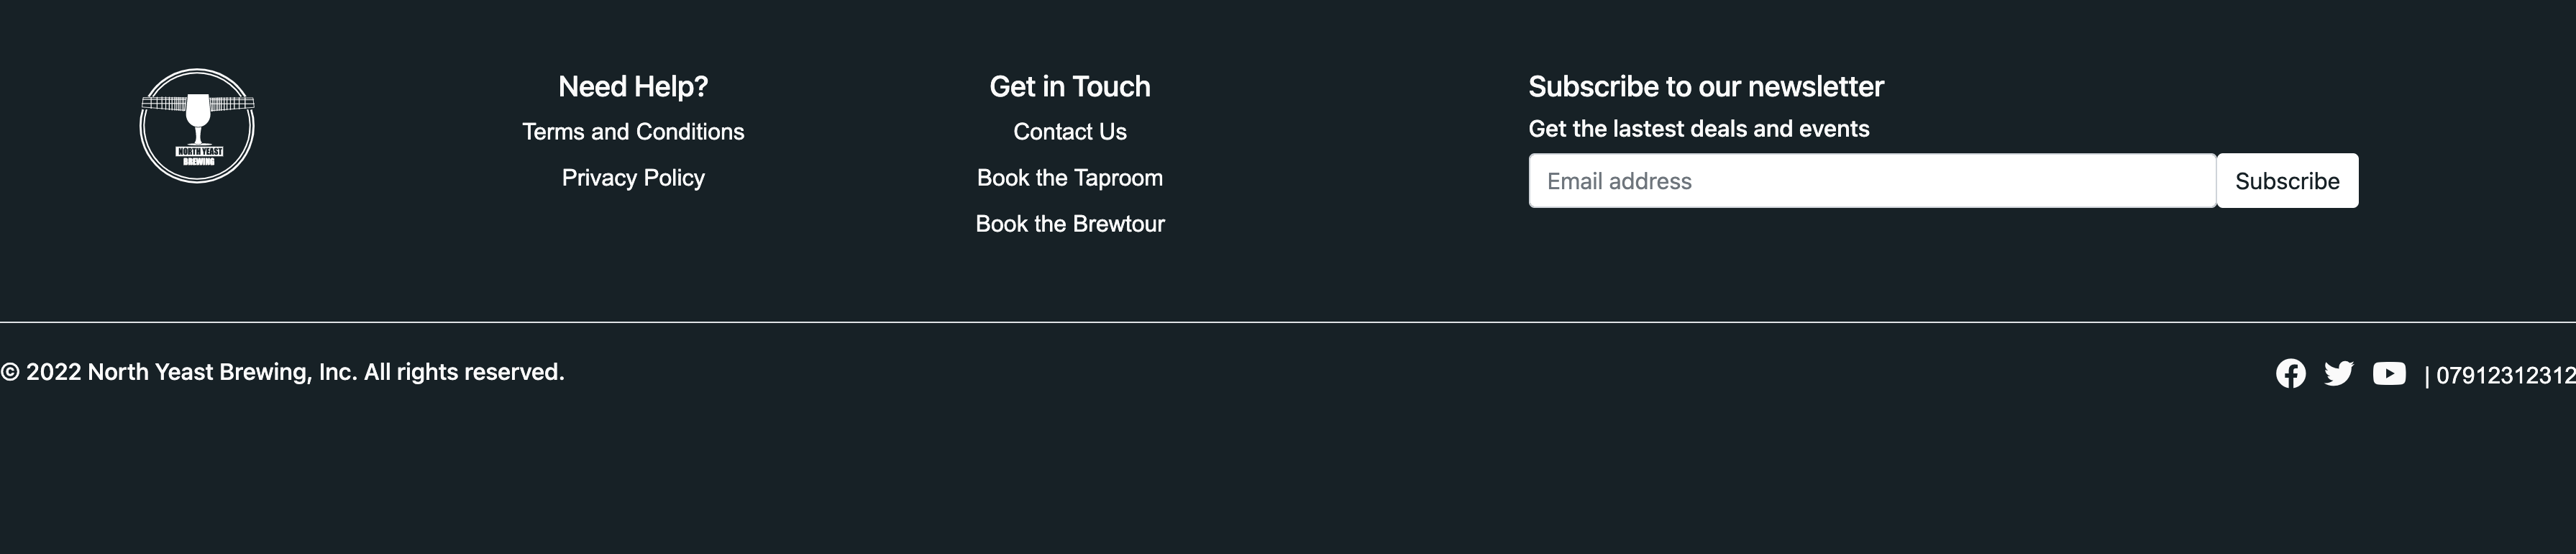 NORTH YEAST
BREWING
Need Help?
Terms and Conditions
Privacy Policy
Get in Touch
Contact Us
Book the Taproom
Book the Brewtour
Subscribe to our newsletter
Get the lastest deals and events
Email address
Subscribe
© 2022 North Yeast Brewing, Inc. All rights reserved.
| 07912312312